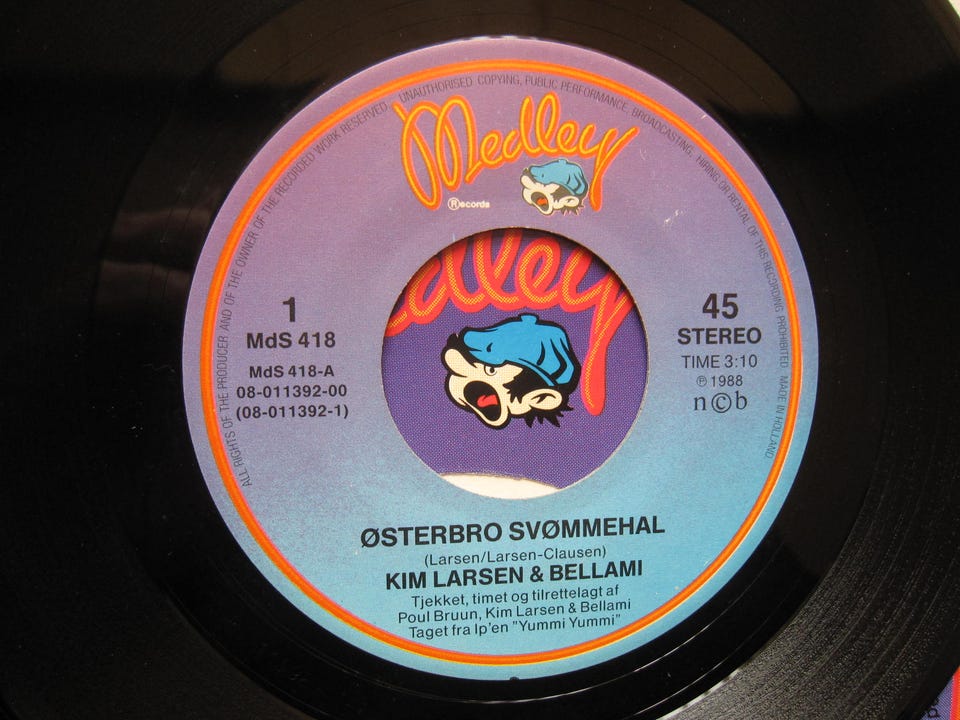 ALL RIGHTS OF THE PRODUCER AND OF THE OWNER OF THE RECORDED WORK RESERVED. UNAUTHORISED COPYING, PUBLIC PERFORMANCE BROADCASTING, HIRING OR RENTAL OF THIS RECORDING PROHIBITED. MADE IN HOLLAND.
Medley
Records
dley
1
MdS 418
MdS 418-A
08-011392-00
(08-011392-1)
45
STEREO
TIME 3:10
℗ 1988
n©b
ØSTERBRO SVØMMEHAL
(Larsen/Larsen-Clausen)
KIM LARSEN & BELLAMI
Tjekket, timet og tilrettelagt af
Poul Bruun, Kim Larsen & Bellami
Taget fra lp'en "Yummi Yummi"